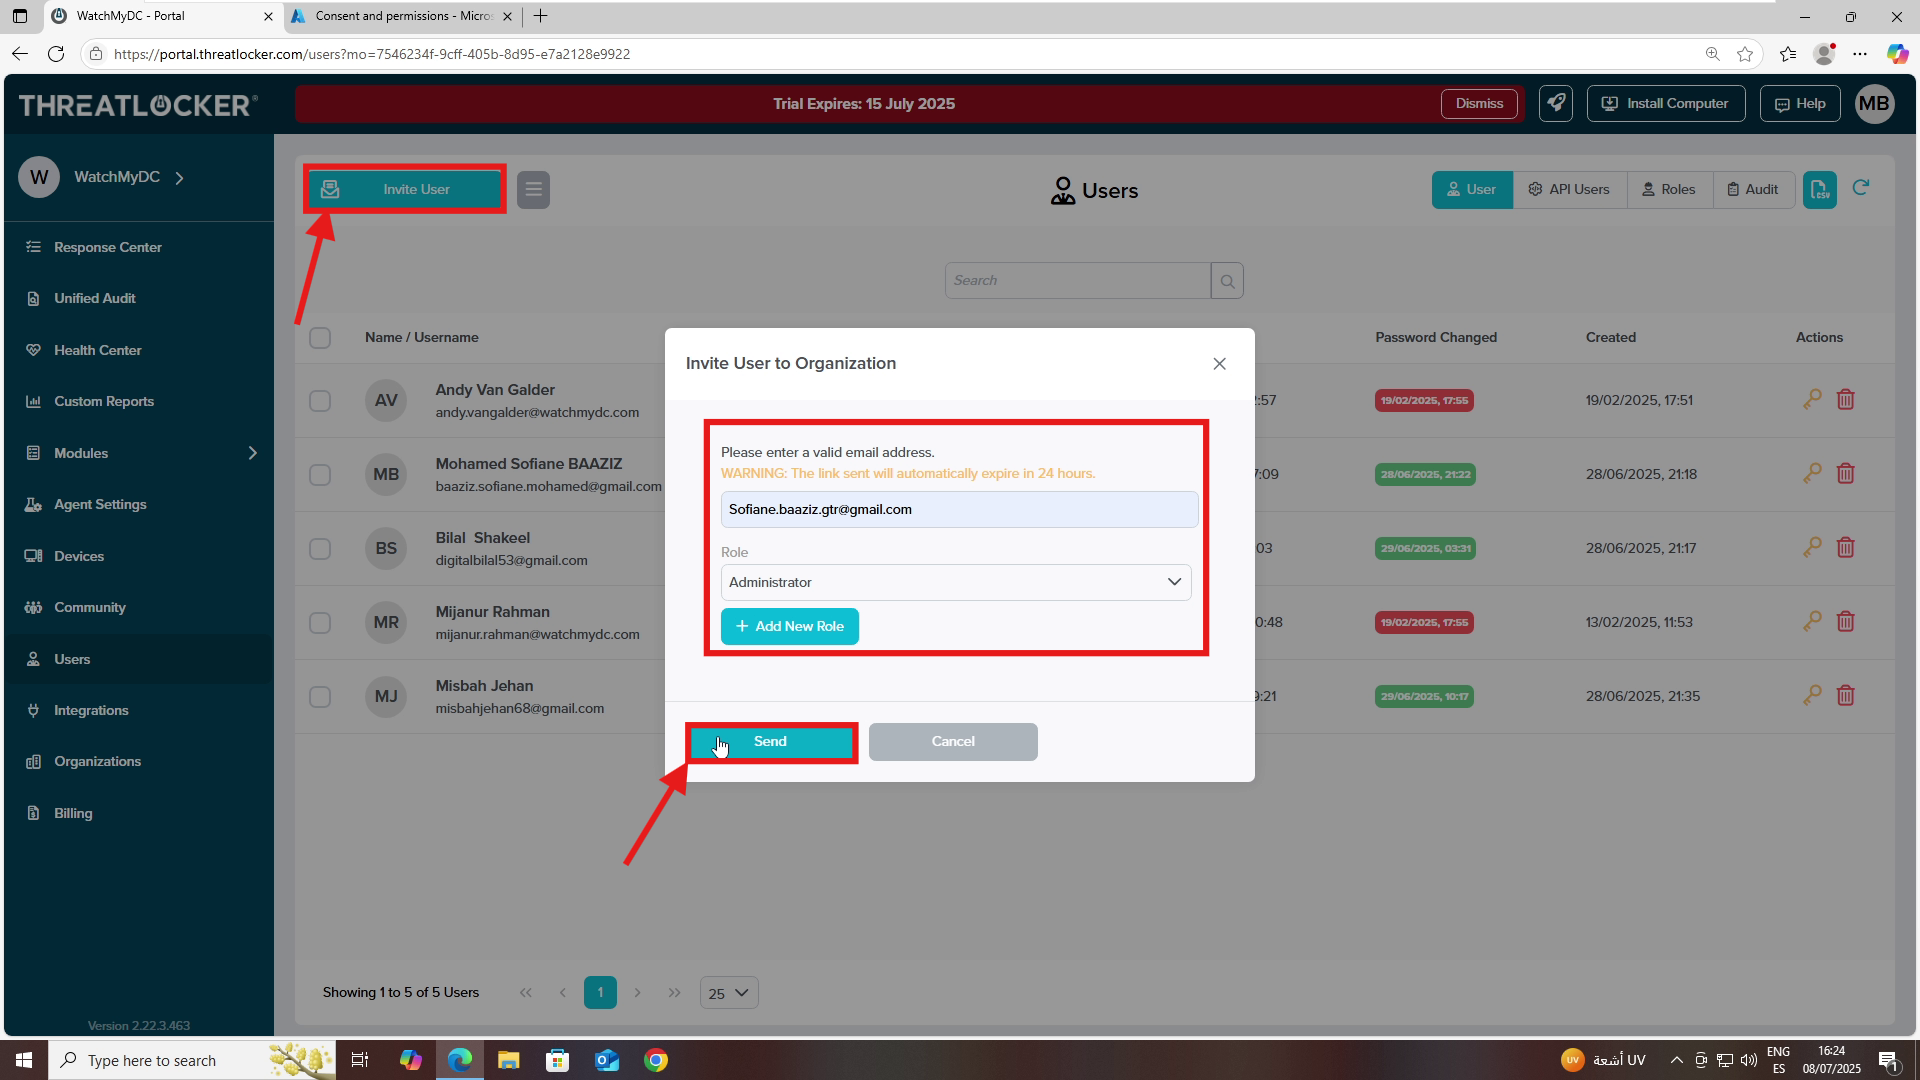 WatchMyDC - Portal
Consent and permissions - Micros
https://portal.threatlocker.com/users?mo=7546234f-9cff-405b-8d95-e7a2128e9922
THREATLOCKER
Trial Expires: 15 July 2025
Dismiss
Install Computer
Help
MB
W
WatchMyDC
Invite User
Users
User
API Users
Roles
Audit
CSV
Response Center
Unified Audit
Health Center
Custom Reports
Modules
Agent Settings
Devices
Community
Users
Integrations
Organizations
Billing
Version 2.22.3.463
Search
Name / Username
Password Changed
Created
Actions
AV
Andy Van Galder
andy.vangalder@watchmydc.com
:57
19/02/2025, 17:55
19/02/2025, 17:51
MB
Mohamed Sofiane BAAZIZ
baaziz.sofiane.mohamed@gmail.com
7:09
28/06/2025, 21:22
28/06/2025, 21:18
BS
Bilal Shakeel
digitalbilal53@gmail.com
03
29/06/2025, 03:31
28/06/2025, 21:17
MR
Mijanur Rahman
mijanur.rahman@watchmydc.com
0:48
19/02/2025, 17:55
13/02/2025, 11:53
MJ
Misbah Jehan
misbahjehan68@gmail.com
:21
29/06/2025, 10:17
28/06/2025, 21:35
Invite User to Organization
Please enter a valid email address.
WARNING: The link sent will automatically expire in 24 hours.
Sofiane.baaziz.gtr@gmail.com
Role
Administrator
+ Add New Role
Send
Cancel
Showing 1 to 5 of 5 Users
1
25
Type here to search
UV
أشعة UV
ENG
ES
16:24
08/07/2025
1